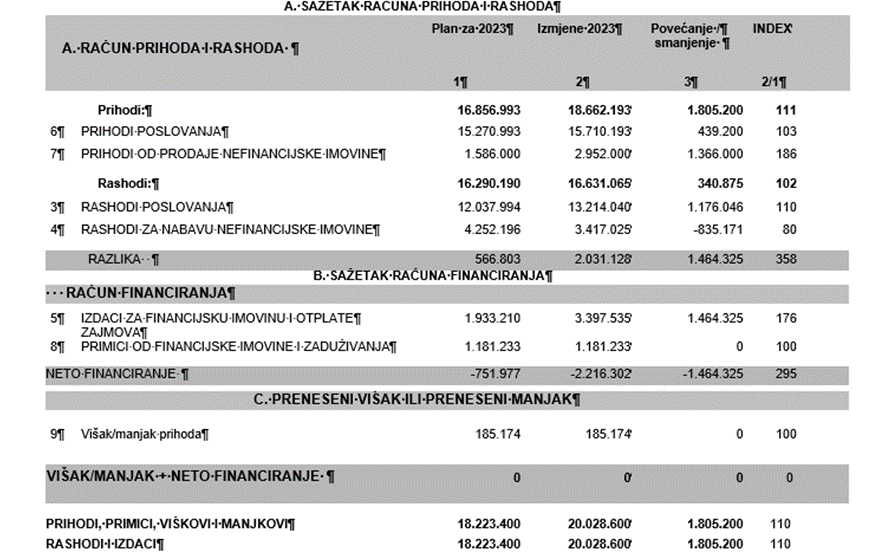 A. SAŽETAK RAČUNA PRIHODA I RASHODA¶
A. RAČUN PRIHODA I RASHODA ¶ Plan za 2023¶ Izmjene 2023¶ Povećanje /¶ INDEX
smanjenje ¶
1¶ 2¶ 3¶ 2/1¶
Prihodi:¶ 16.856.993 18.662.193 1.805.200 111
6¶ PRIHODI POSLOVANJA¶ 15.270.993 15.710.193 439.200 103
7¶ PRIHODI OD PRODAJE NEFINANCIJSKE IMOVINE¶ 1.586.000 2.952.000 1.366.000 186
Rashodi:¶ 16.290.190 16.631.065 340.875 102
3¶ RASHODI POSLOVANJA¶ 12.037.994 13.214.040 1.176.046 110
4¶ RASHODI ZA NABAVU NEFINANCIJSKE IMOVINE¶ 4.252.196 3.417.025 -835.171 80
RAZLIKA ¶ 566.803 2.031.128 1.464.325 358
B. SAŽETAK RAČUNA FINANCIRANJA¶
RAČUN FINANCIRANJA¶
5¶ IZDACI ZA FINANCIJSKU IMOVINU I OTPLATE¶ 1.933.210 3.397.535 1.464.325 176
ZAJMOVA¶
8¶ PRIMICI OD FINANCIJSKE IMOVINE I ZADUŽIVANJA¶ 1.181.233 1.181.233 0 100
NETO FINANCIRANJE ¶ -751.977 -2.216.302 -1.464.325 295
C. PRENESENI VIŠAK ILI PRENESENI MANJAK¶
9¶ Višak/manjak prihoda¶ 185.174 185.174 0 100
VIŠAK/MANJAK + NETO FINANCIRANJE ¶ 0 0 0 0
PRIHODI, PRIMICI, VIŠKOVI I MANJKOVI¶ 18.223.400 20.028.600 1.805.200 110
RASHODI I IZDACI¶ 18.223.400 20.028.600 1.805.200 110